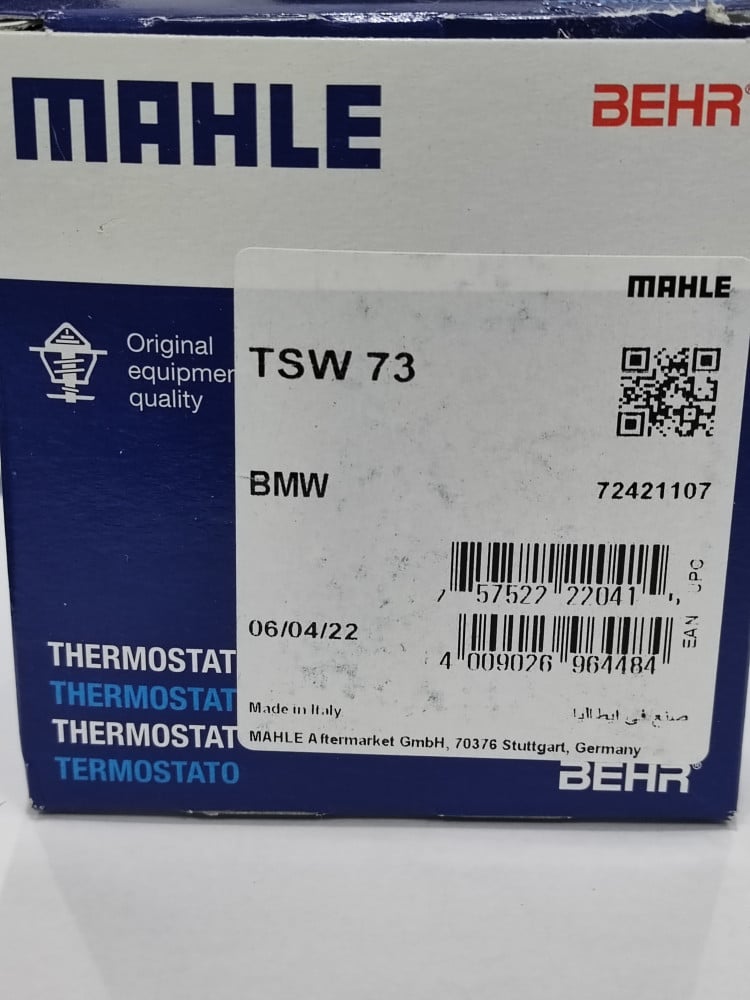 MAHLE
BEHR®
MAHLE
Original
equipmen
quality
TSW 73
BMW
72421107
57522 22041
UPC
06/04/22
4 009026 964484
EAN
THERMOSTAT
THERMOSTAT
THERMOSTAT
TERMOSTATO
Made in Italy
صنع في ايطاليا
MAHLE Aftermarket GmbH, 70376 Stuttgart, Germany
BEHR®